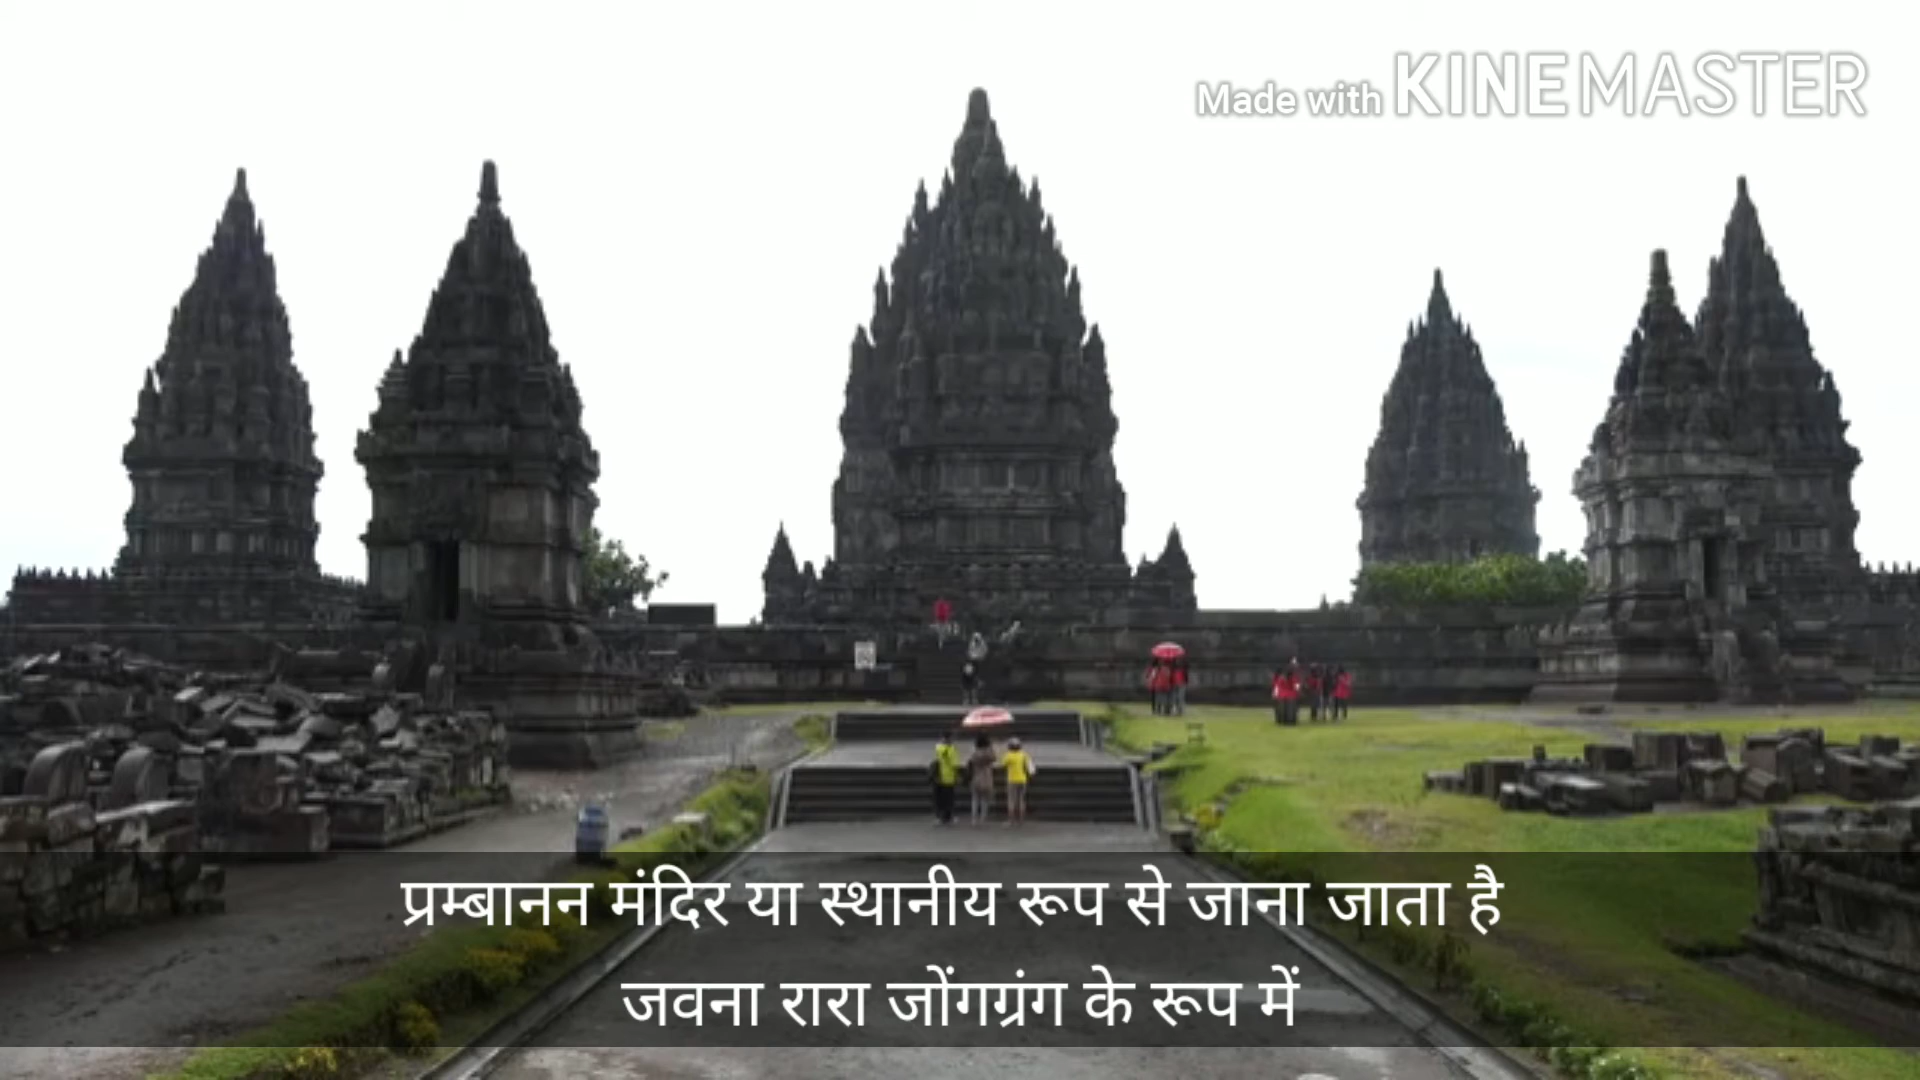 Made with KINEMASTER
प्रम्बानन मंदिर या स्थानीय रूप से जाना जाता है
जवना रारा जोंगग्रंग के रूप में